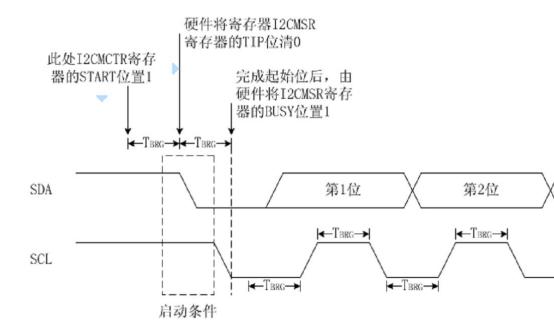 硬件将寄存器I2CMSR
寄存器的TIP位清0
此处I2CMCTR寄存
器的START位置1
完成起始位后，由
硬件将I2CMSR寄存
器的BUSY位置1
TBRG
TBRG
SDA
第1位
第2位
TBRG
TBRG
SCL
TBRG
TBRG
启动条件